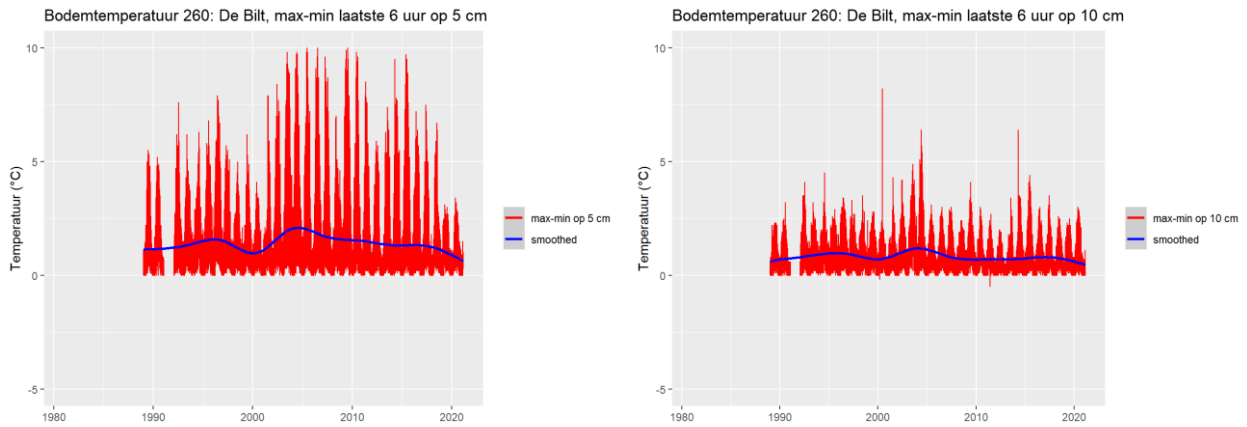 Bodemtemperatuur 260: De Bilt, max-min laatste 6 uur op 5 cm
10
5
0
-5
Temperatuur (°C)
1980
1990
2000
2010
2020
max-min op 5 cm
smoothed
Bodemtemperatuur 260: De Bilt, max-min laatste 6 uur op 10 cm
10
5
0
-5
Temperatuur (°C)
1980
1990
2000
2010
2020
max-min op 10 cm
smoothed